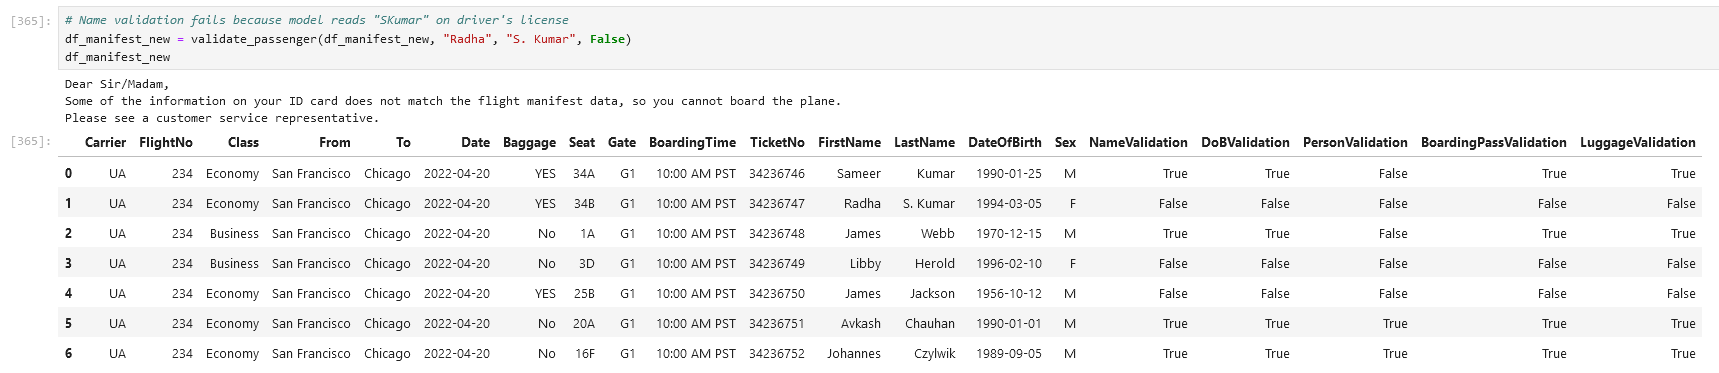 [365]: # Name validation fails because model reads "SKumar" on driver's license
df_manifest_new = validate_passenger(df_manifest_new, "Radha", "S. Kumar", False)
df_manifest_new
Dear Sir/Madam,
Some of the information on your ID card does not match the flight manifest data, so you cannot board the plane.
Please see a customer service representative.
[365]: Carrier FlightNo Class From To Date Baggage Seat Gate BoardingTime TicketNo FirstName LastName DateOfBirth Sex NameValidation DoBValidation PersonValidation BoardingPassValidation LuggageValidation
0 UA 234 Economy San Francisco Chicago 2022-04-20 YES 34A G1 10:00 AM PST 34236746 Sameer Kumar 1990-01-25 M True True False True True
1 UA 234 Economy San Francisco Chicago 2022-04-20 YES 34B G1 10:00 AM PST 34236747 Radha S. Kumar 1994-03-05 F False False False False False
2 UA 234 Business San Francisco Chicago 2022-04-20 No 1A G1 10:00 AM PST 34236748 James Webb 1970-12-15 M True True False True True
3 UA 234 Business San Francisco Chicago 2022-04-20 No 3D G1 10:00 AM PST 34236749 Libby Herold 1996-02-10 F False False False False False
4 UA 234 Economy San Francisco Chicago 2022-04-20 YES 25B G1 10:00 AM PST 34236750 James Jackson 1956-10-12 M False False False False False
5 UA 234 Economy San Francisco Chicago 2022-04-20 No 20A G1 10:00 AM PST 34236751 Avkash Chauhan 1990-01-01 M True True True True True
6 UA 234 Economy San Francisco Chicago 2022-04-20 No 16F G1 10:00 AM PST 34236752 Johannes Czylwik 1989-09-05 M True True True True True